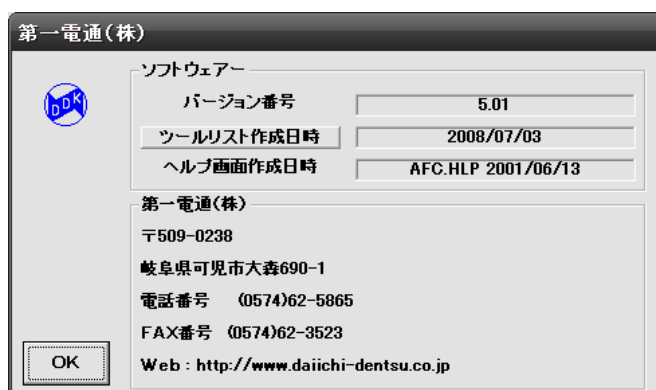 第一電通(株)
DDK
ソフトウェアー
バージョン番号 5.01
ツールリスト作成日時 2008/07/03
ヘルプ画面作成日時 AFC.HLP 2001/06/13
第一電通(株)
〒509-0238
岐阜県可児市大森690-1
電話番号 (0574)62-5865
FAX番号 (0574)62-3523
Web : http://www.daiichi-dentsu.co.jp
OK